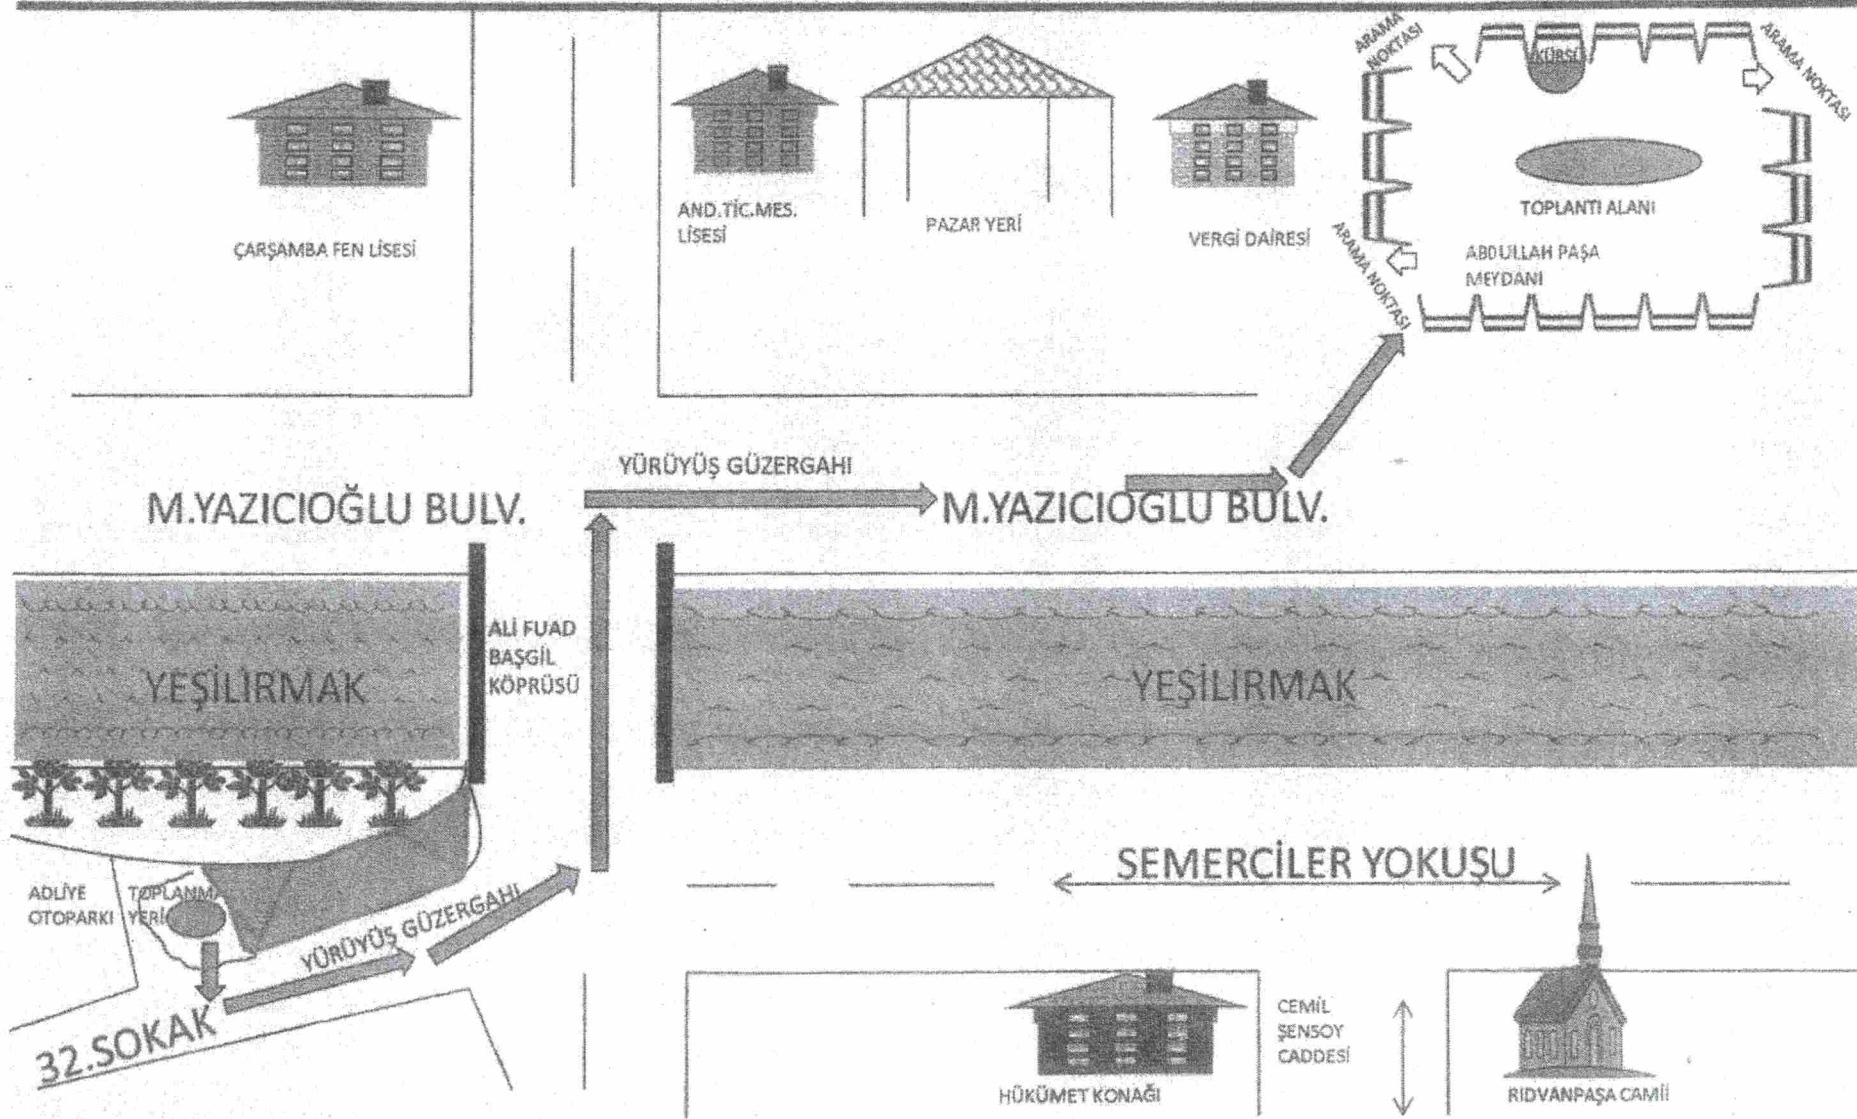 ARAMA
NOKTASI
KÜRSİ
ARAMA NOKTASI
AND.TİC.MES.
LİSESİ
PAZAR YERİ
VERGİ DAİRESİ
TOPLANTI ALANI
ÇARŞAMBA FEN LİSESİ
ARAMA NOKTASI
ABDULLAH PAŞA
MEYDANI
YÜRÜYÜŞ GÜZERGAHI
M.YAZICIOĞLU BULV.
M.YAZICIOĞLU BULV.
ALİ FUAD
BAŞGİL
KÖPRÜSÜ
YEŞİLIRMAK
YEŞİLIRMAK
SEMERCİLER YOKUŞU
ADLİYE
OTOPARKI
TOPLANMA
YERİ
YÜRÜYÜŞ GÜZERGAHI
32.SOKAK
CEMİL
ŞENSOY
CADDESİ
HÜKÜMET KONAĞI
RIDVANPAŞA CAMİİ